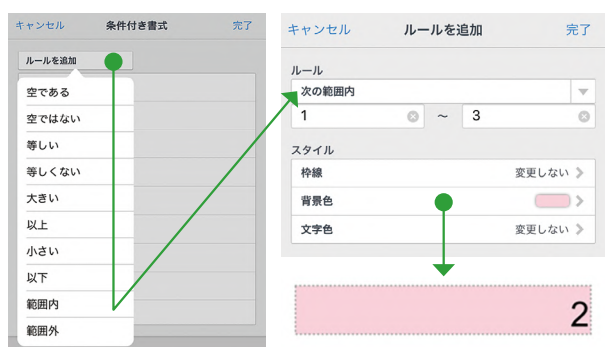 キャンセル 条件付き書式 完了
ルールを追加
空である
空ではない
等しい
等しくない
大きい
以上
小さい
以下
範囲内
範囲外
キャンセル ルールを追加 完了
ルール
次の範囲内
1 ～ 3
スタイル
枠線 変更しない
背景色
文字色 変更しない
2